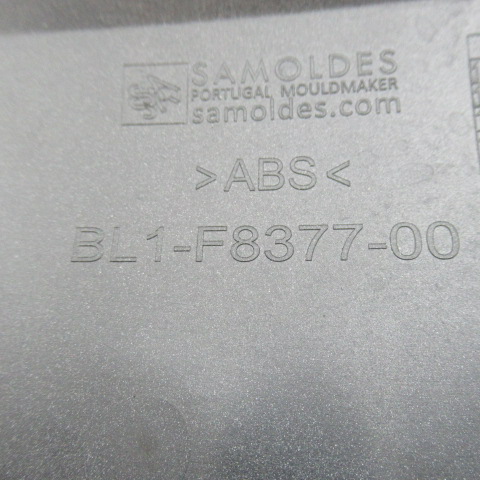 SAMOLDES
PORTUGAL MOULDMAKER
samoldes.com
>ABS<
BL1-F8377-00